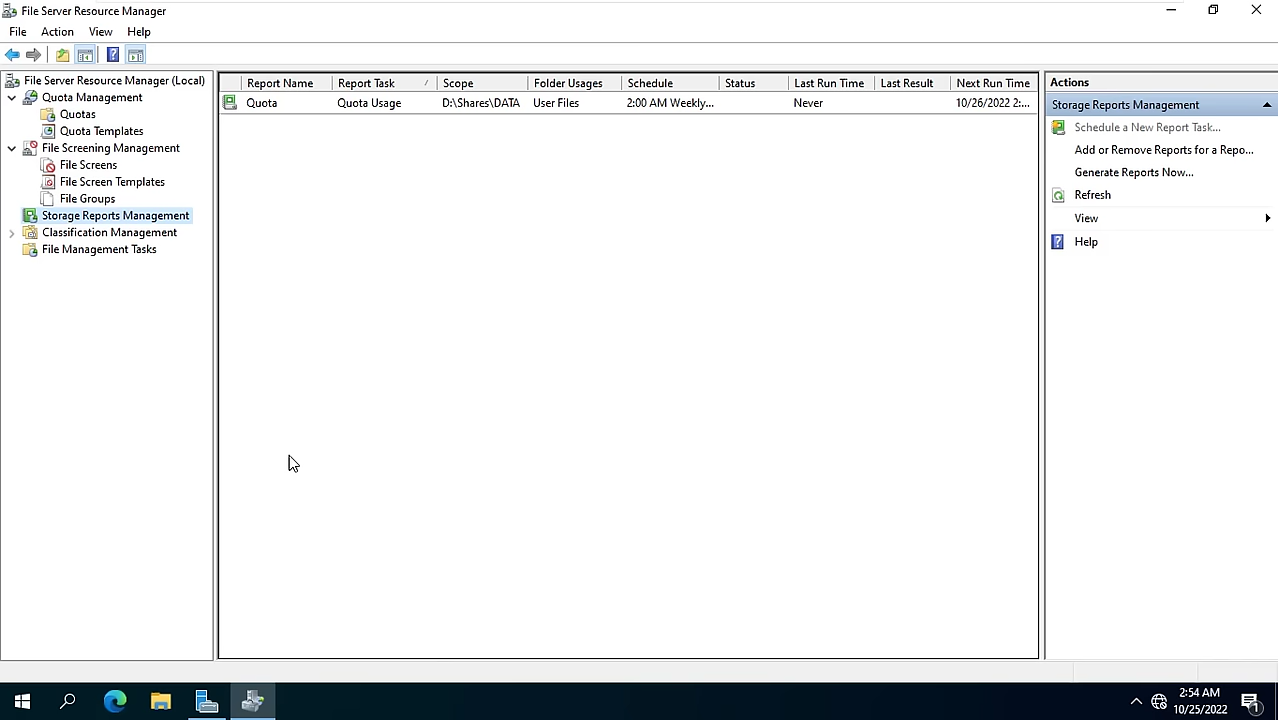 File Server Resource Manager
File Action View Help
File Server Resource Manager (Local)
Quota Management
Quotas
Quota Templates
File Screening Management
File Screens
File Screen Templates
File Groups
Storage Reports Management
Classification Management
File Management Tasks
Report Name Report Task Scope Folder Usages Schedule Status Last Run Time Last Result Next Run Time
Quota Quota Usage D:\Shares\DATA User Files 2:00 AM Weekly... Never 10/26/2022 2:...
Actions
Storage Reports Management
Schedule a New Report Task...
Add or Remove Reports for a Repo...
Generate Reports Now...
Refresh
View
Help
2:54 AM
10/25/2022
1